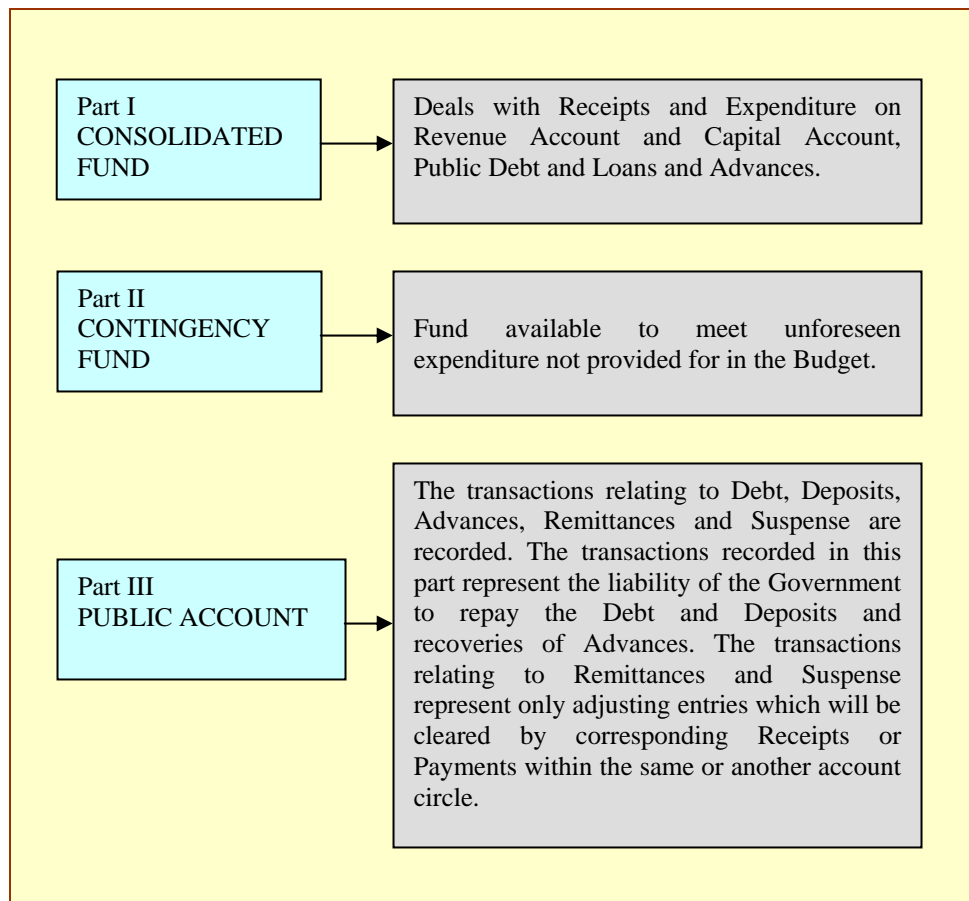 Part I
CONSOLIDATED
FUND
Deals with Receipts and Expenditure on
Revenue Account and Capital Account,
Public Debt and Loans and Advances.
Part II
CONTINGENCY
FUND
Fund available to meet unforeseen
expenditure not provided for in the Budget.
Part III
PUBLIC ACCOUNT
The transactions relating to Debt, Deposits,
Advances, Remittances and Suspense are
recorded. The transactions recorded in this
part represent the liability of the Government
to repay the Debt and Deposits and
recoveries of Advances. The transactions
relating to Remittances and Suspense
represent only adjusting entries which will be
cleared by corresponding Receipts or
Payments within the same or another account
circle.